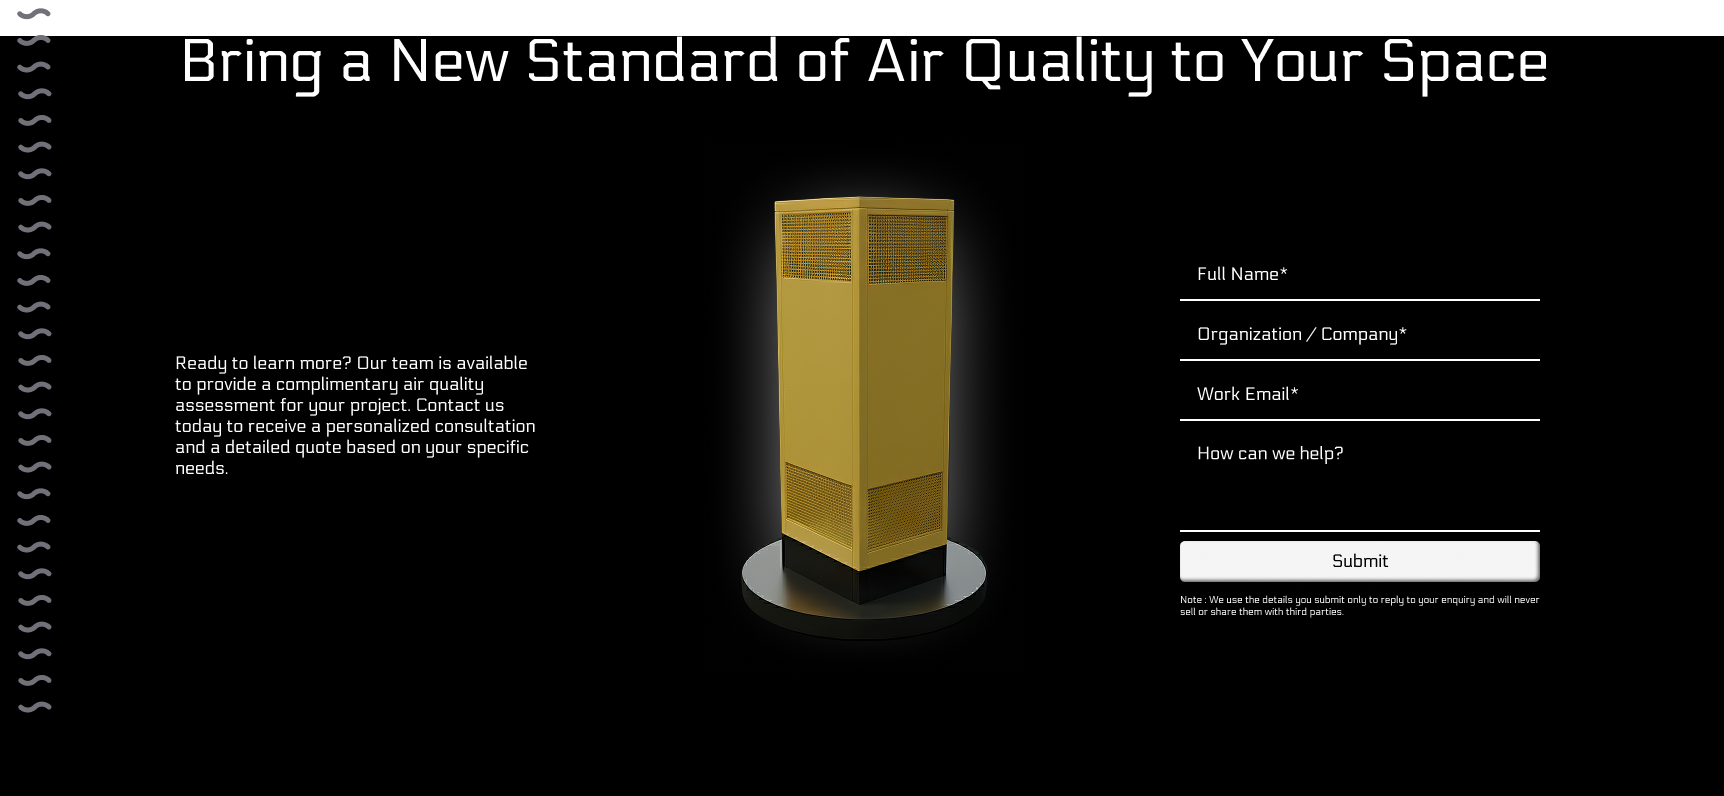 Bring a New Standard of Air Quality to Your Space
Ready to learn more? Our team is available
to provide a complimentary air quality
assessment for your project. Contact us
today to receive a personalized consultation
and a detailed quote based on your specific
needs.
Full Name*
Organization / Company*
Work Email*
How can we help?
Submit
Note : We use the details you submit only to reply to your enquiry and will never
sell or share them with third parties.